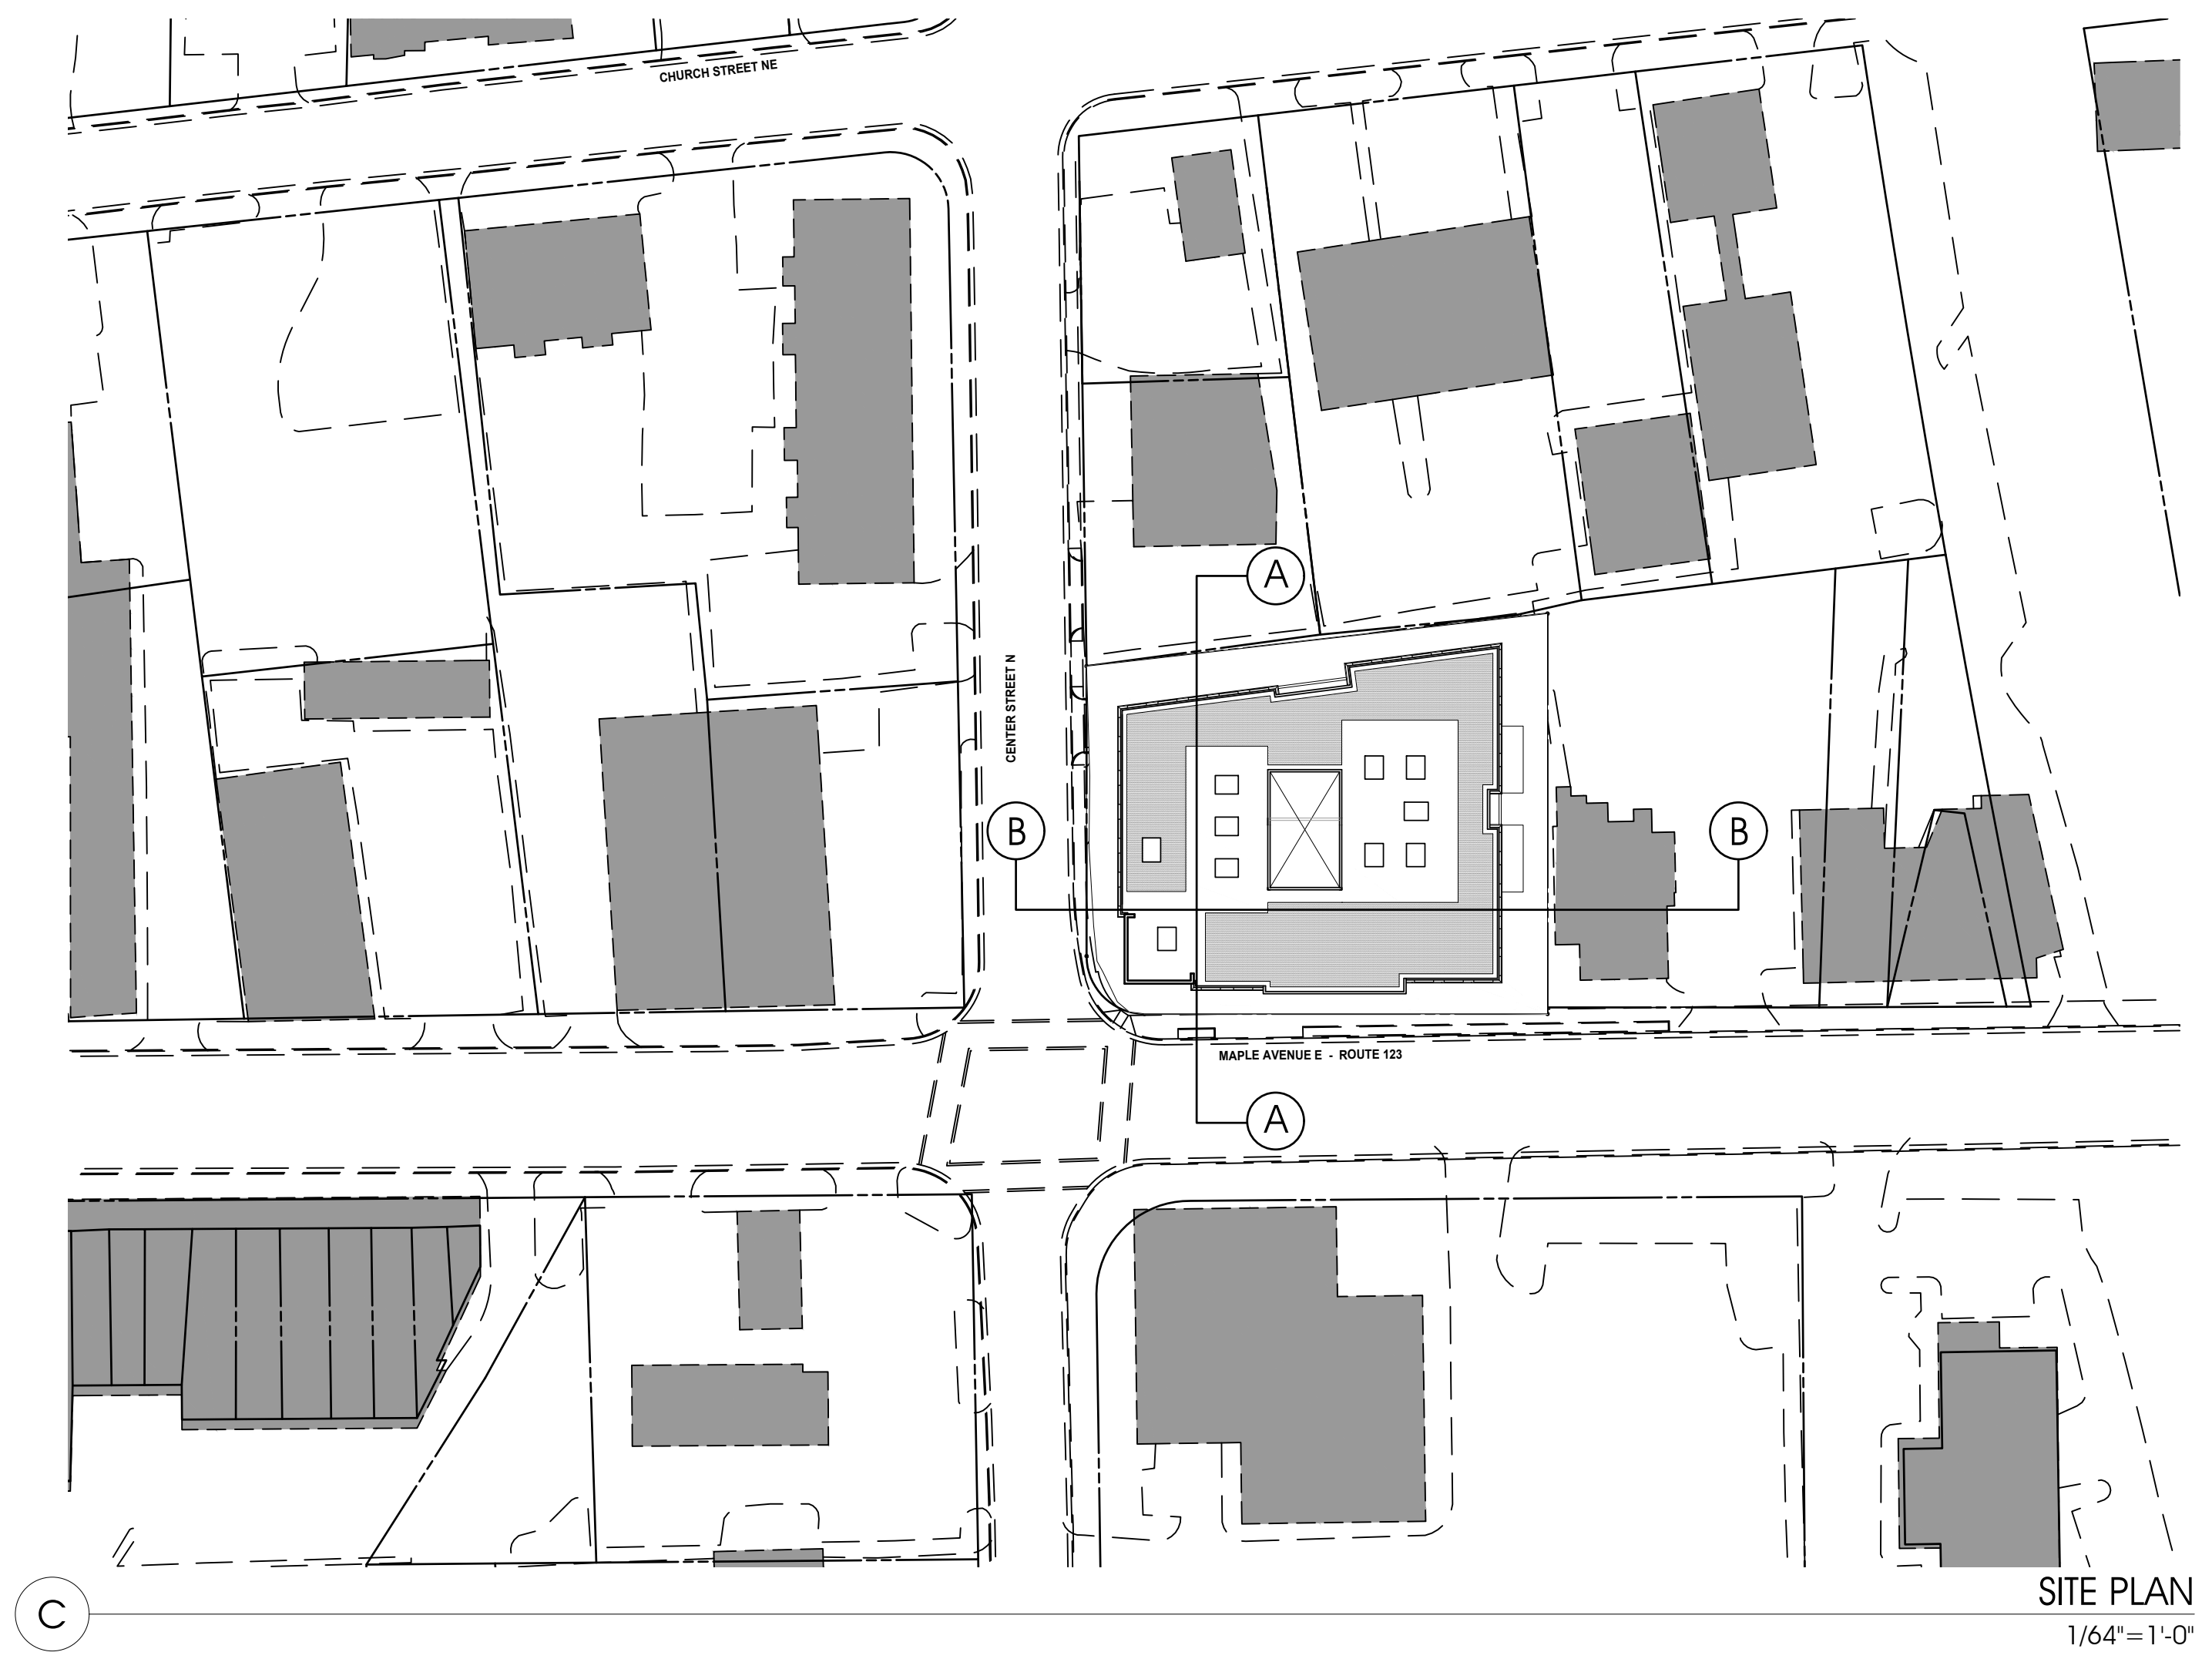 CHURCH STREET NE
A
CENTER STREET N
B
B
MAPLE AVENUE E - ROUTE 123
A
C
SITE PLAN
1/64"=1'-0"